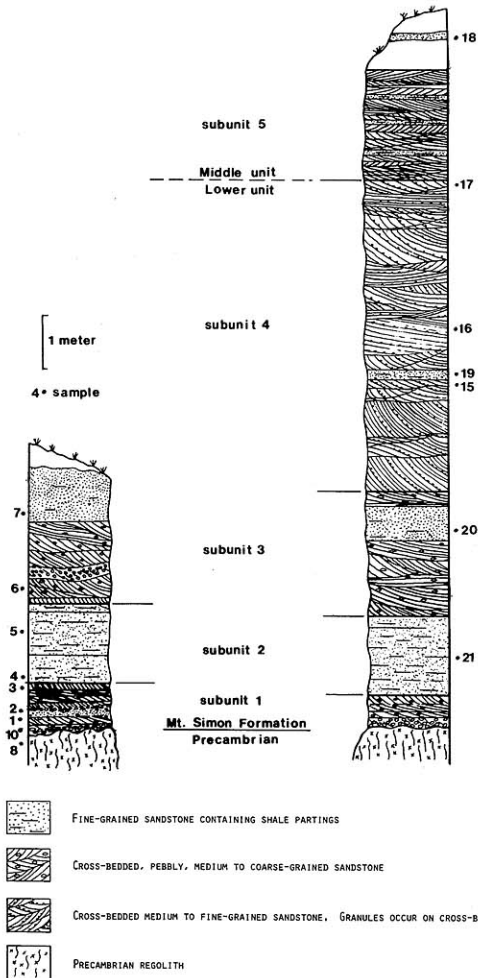 •18
subunit 5
Middle unit
Lower unit
•17
subunit 4
•16
1 meter
•19
•15
4• sample
7•
•20
subunit 3
6•
5•
subunit 2
•21
4•
3•
subunit 1
2•
1•
Mt. Simon Formation
10•
Precambrian
8•
FINE-GRAINED SANDSTONE CONTAINING SHALE PARTINGS
CROSS-BEDDED, PEBBLY, MEDIUM TO COARSE-GRAINED SANDSTONE
CROSS-BEDDED MEDIUM TO FINE-GRAINED SANDSTONE. GRANULES OCCUR ON CROSS-B
PRECAMBRIAN REGOLITH